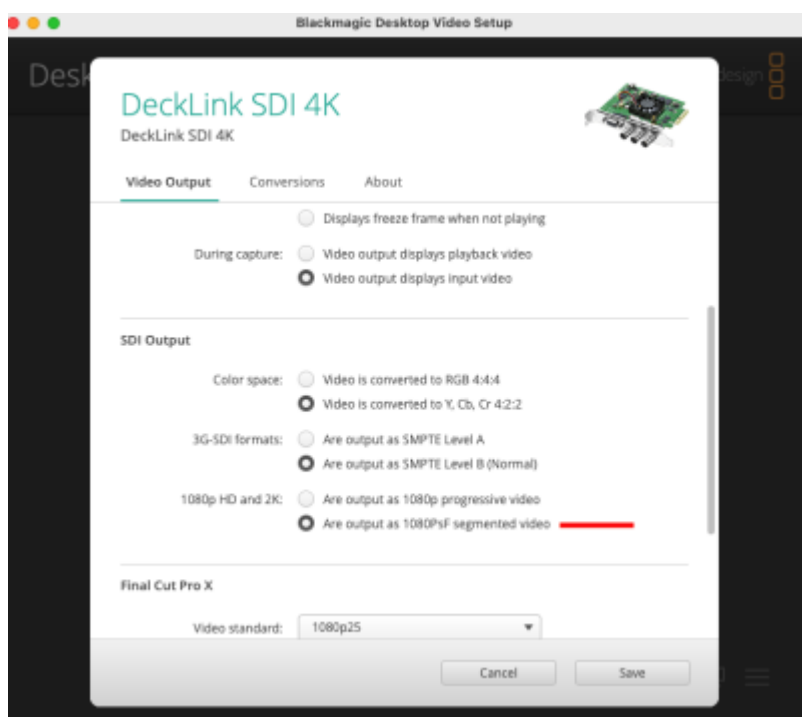 Blackmagic Desktop Video Setup
Desk
design
DeckLink SDI 4K
DeckLink SDI 4K
Video Output Conversions About
Displays freeze frame when not playing
During capture: Video output displays playback video
Video output displays input video
SDI Output
Color space: Video is converted to RGB 4:4:4
Video is converted to Y, Cb, Cr 4:2:2
3G-SDI formats: Are output as SMPTE Level A
Are output as SMPTE Level B (Normal)
1080p HD and 2K: Are output as 1080p progressive video
Are output as 1080PsF segmented video
Final Cut Pro X
Video standard: 1080p25
Cancel Save